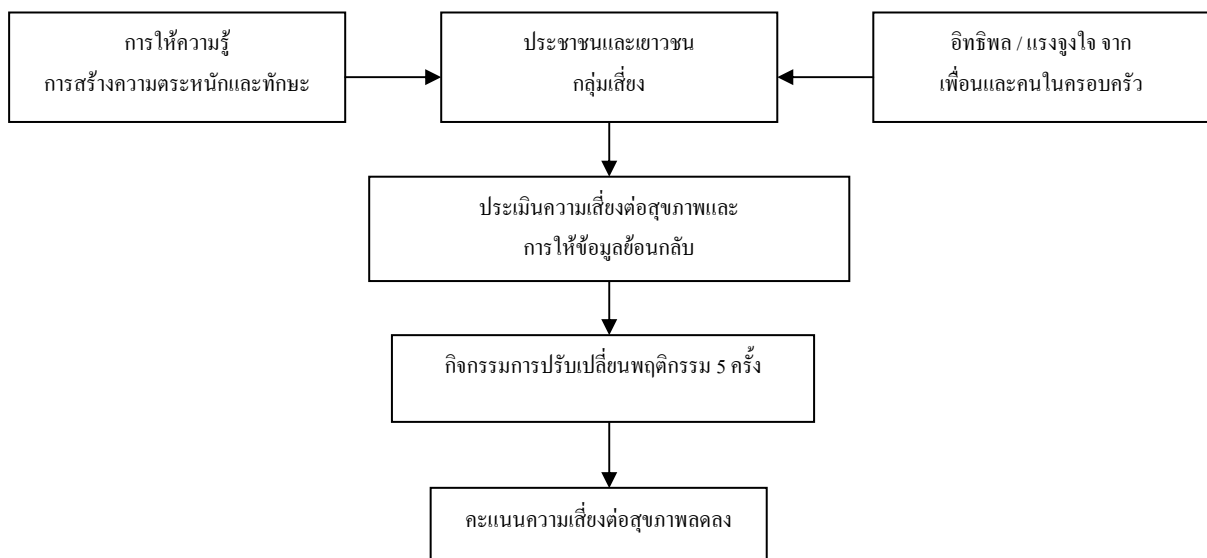 การให้ความรู้
การสร้างความตระหนักและทักษะ
ประชาชนและเยาวชน
กลุ่มเสี่ยง
อิทธิพล / แรงจูงใจ จาก
เพื่อนและคนในครอบครัว
ประเมินความเสี่ยงต่อสุขภาพและ
การให้ข้อมูลย้อนกลับ
กิจกรรมการปรับเปลี่ยนพฤติกรรม 5 ครั้ง
คะแนนความเสี่ยงต่อสุขภาพลดลง